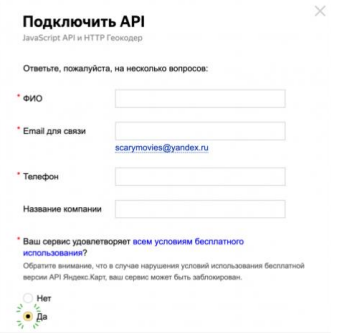 Подключить API
JavaScript API и HTTP Геокодер
Ответьте, пожалуйста, на несколько вопросов:
* ФИО
* Email для связи
scarymovies@yandex.ru
* Телефон
Название компании
* Ваш сервис удовлетворяет всем условиям бесплатного
использования?
Обратите внимание, что в случае нарушения условий использования бесплатной
версии API Яндекс.Карт, ваш сервис может быть заблокирован.
Нет
Да